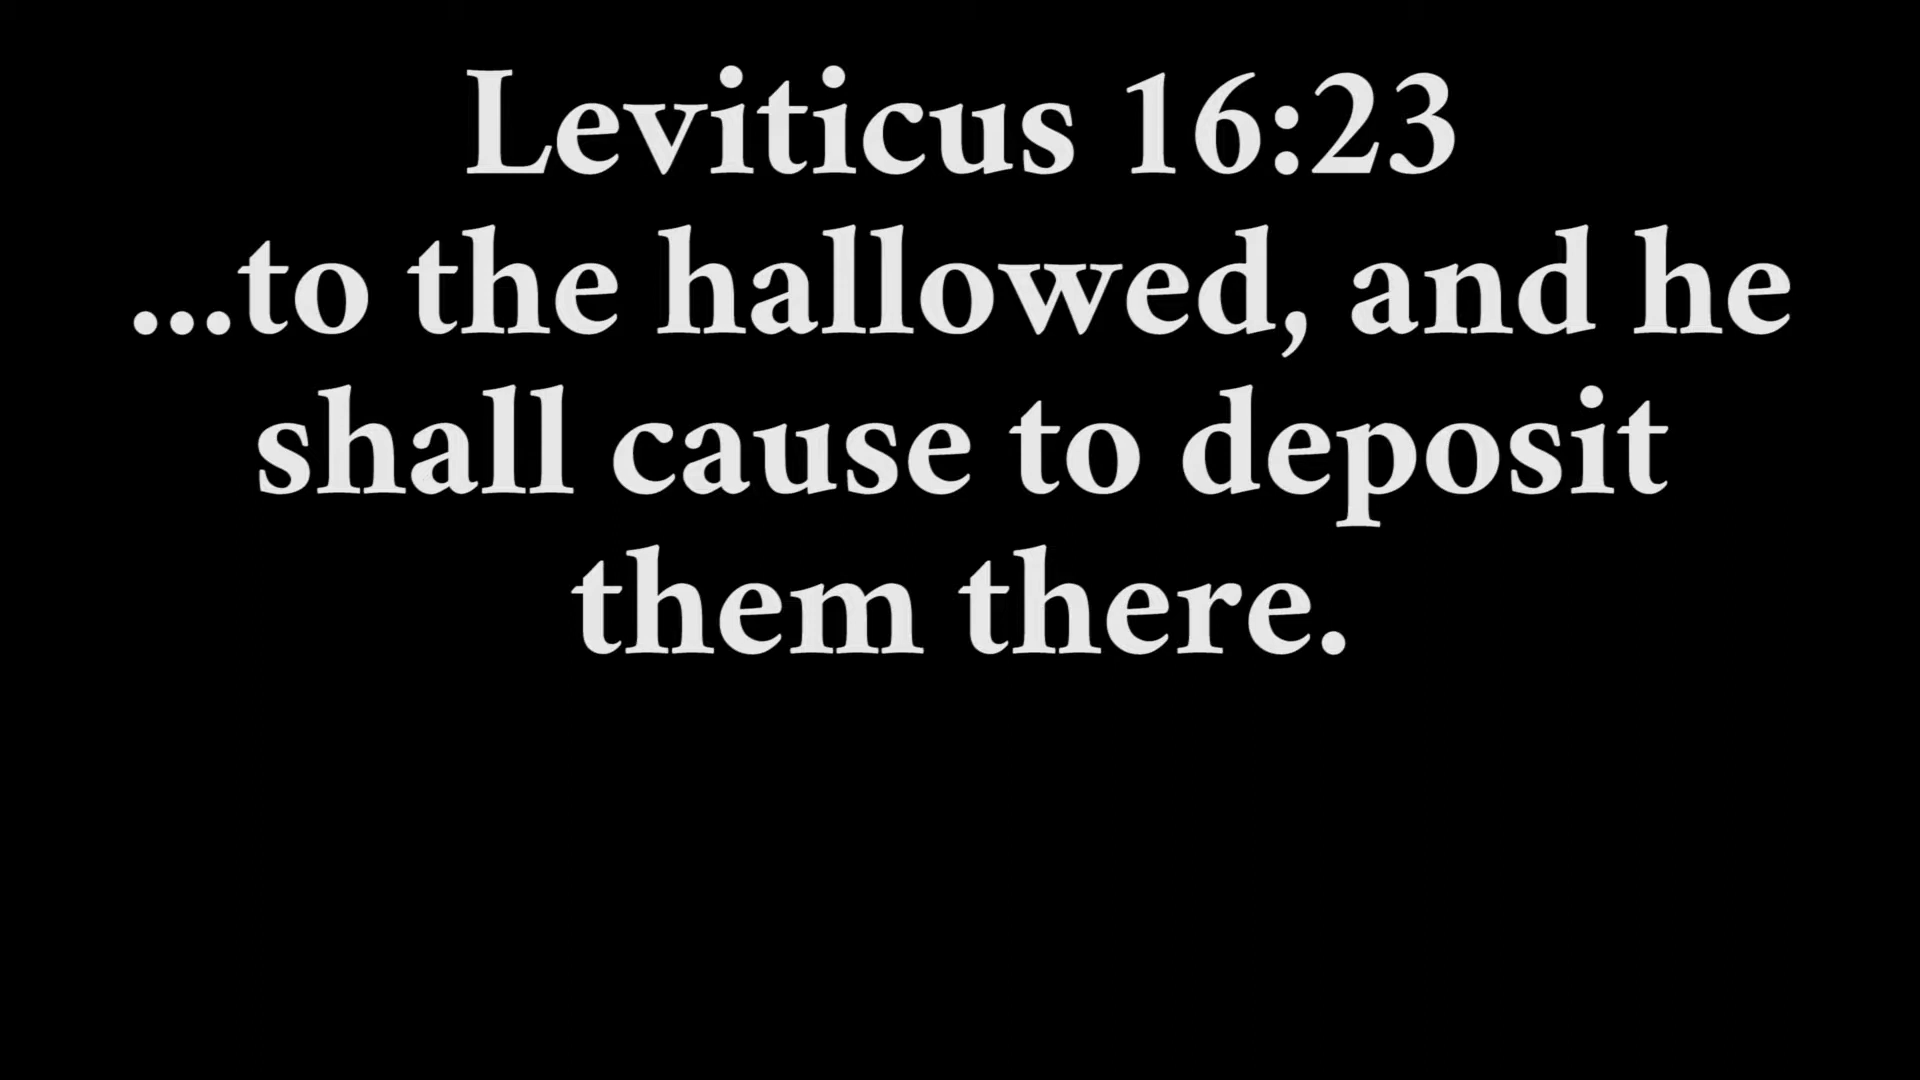 Leviticus 16:23
...to the hallowed, and he
shall cause to deposit
them there.